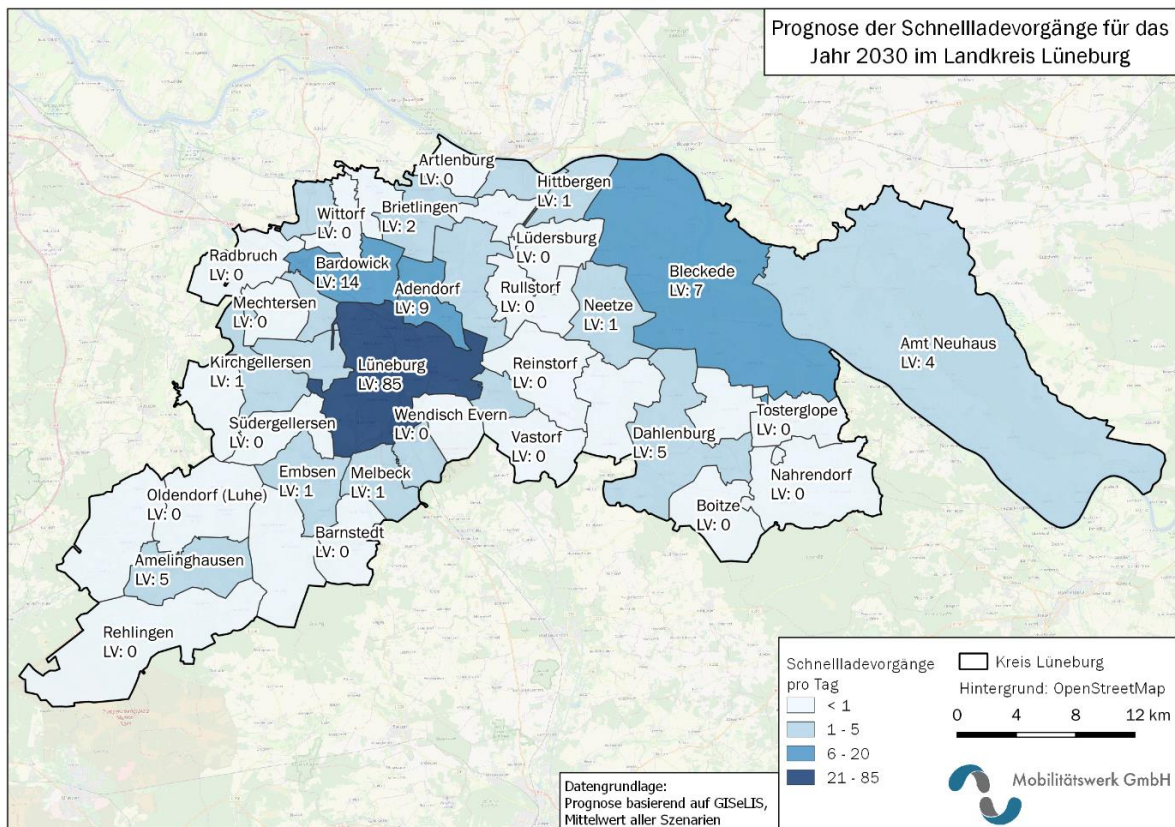 Prognose der Schnellladevorgänge für das
Jahr 2030 im Landkreis Lüneburg
Artlenburg
LV: 0
Hittbergen
LV: 1
Wittorf
LV: 0
Brietlingen
LV: 2
Lüdersburg
LV: 0
Radbruch
LV: 0
Bardowick
LV: 14
Adendorf
LV: 9
Rullstorf
LV: 0
Bleckede
LV: 7
Mechtersen
LV: 0
Neetze
LV: 1
Amt Neuhaus
LV: 4
Kirchgellersen
LV: 1
Lüneburg
LV: 85
Reinstorf
LV: 0
Südergellersen
LV: 0
Wendisch Evern
LV: 0
Vastorf
LV: 0
Dahlenburg
LV: 5
Tosterglope
LV: 0
Embsen
LV: 1
Melbeck
LV: 1
Nahrendorf
LV: 0
Oldendorf (Luhe)
LV: 0
Boitze
LV: 0
Barnstedt
LV: 0
Amelinghausen
LV: 5
Rehlingen
LV: 0
Schnellladevorgänge
pro Tag
< 1
1 - 5
6 - 20
21 - 85
Kreis Lüneburg
Hintergrund: OpenStreetMap
0 4 8 12 km
Mobilitätswerk GmbH
Datengrundlage:
Prognose basierend auf GISeLIS,
Mittelwert aller Szenarien